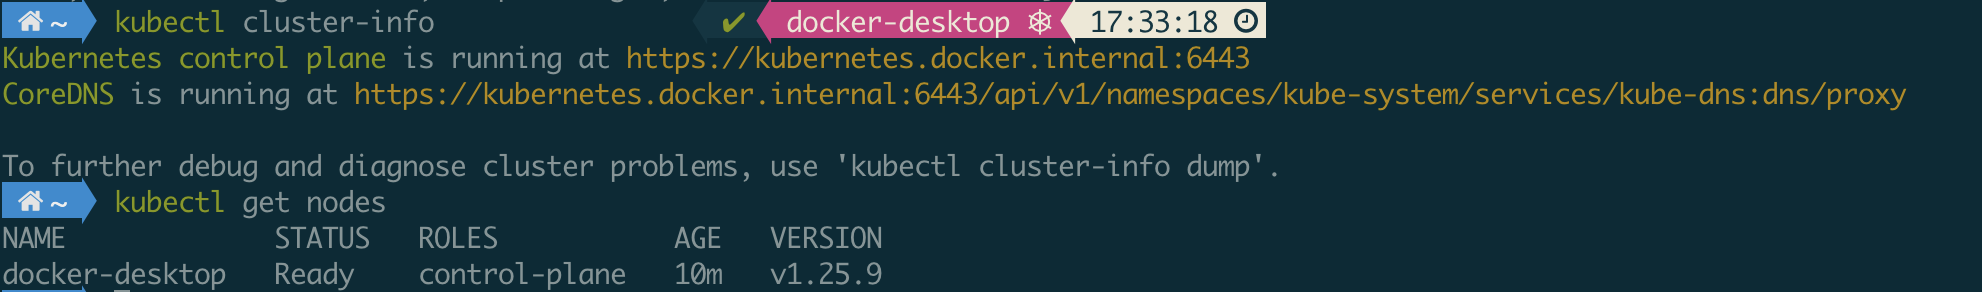 ~ kubectl cluster-info ✔ docker-desktop 17:33:18
Kubernetes control plane is running at https://kubernetes.docker.internal:6443
CoreDNS is running at https://kubernetes.docker.internal:6443/api/v1/namespaces/kube-system/services/kube-dns:dns/proxy
To further debug and diagnose cluster problems, use 'kubectl cluster-info dump'.
~ kubectl get nodes
NAME STATUS ROLES AGE VERSION
docker-desktop Ready control-plane 10m v1.25.9